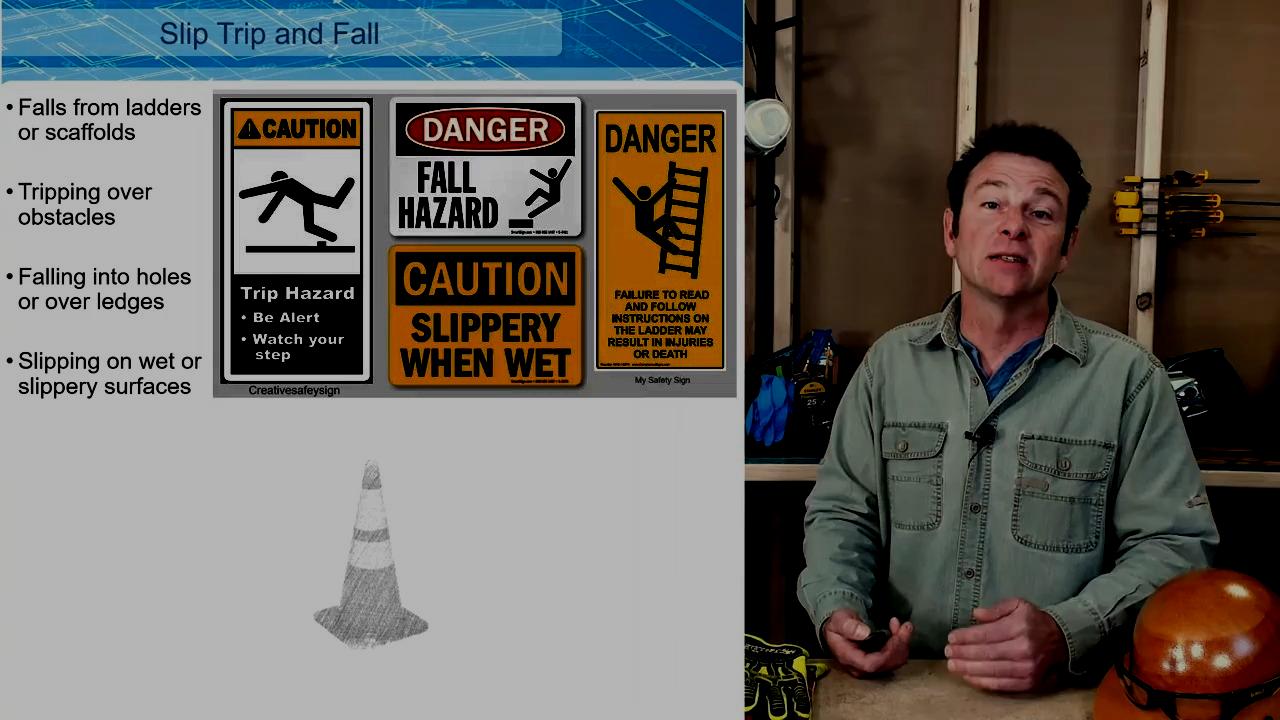 Slip Trip and Fall
• Falls from ladders
or scaffolds
• Tripping over
obstacles
• Falling into holes
or over ledges
• Slipping on wet or
slippery surfaces
CAUTION
Trip Hazard
• Be Alert
• Watch your
step
Creativesafeysign
DANGER
FALL
HAZARD
CAUTION
SLIPPERY
WHEN WET
DANGER
FAILURE TO READ
AND FOLLOW
INSTRUCTIONS ON
THE LADDER MAY
RESULT IN INJURIES
OR DEATH
My Safety Sign
25